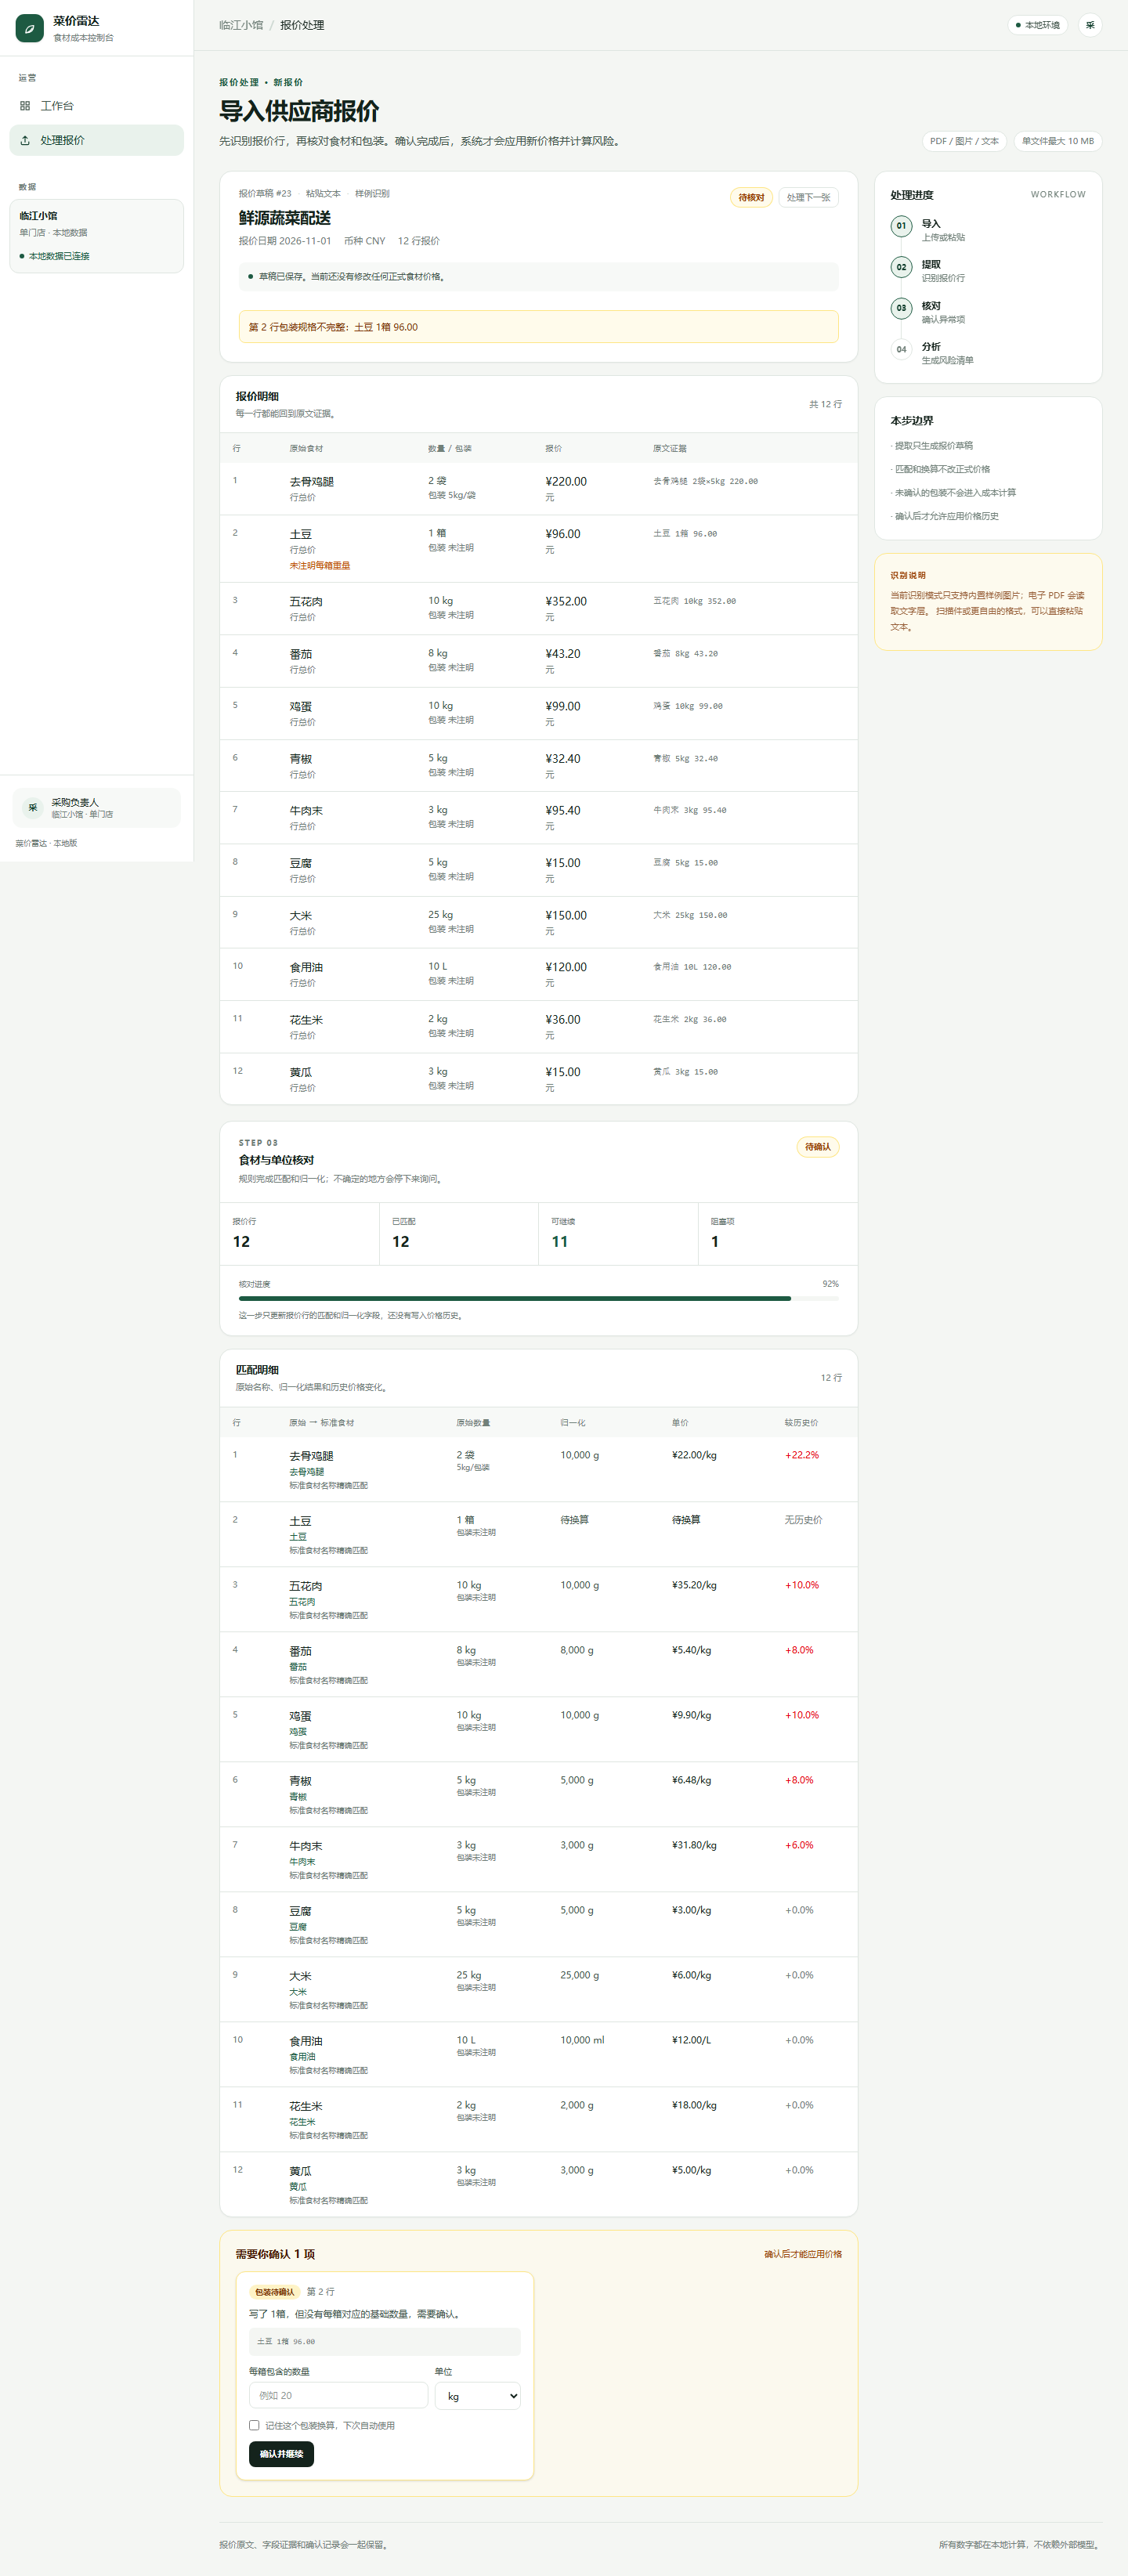 菜价雷达
食材成本控制台
运营
工作台
处理报价
数据
临江小馆
单门店 · 本地数据
本地数据已连接
采
采购负责人
临江小馆 · 单门店
菜价雷达 · 本地版
临江小馆 / 报价处理
本地环境
采
报价处理 • 新报价
导入供应商报价
先识别报价行，再核对食材和包装。确认完成后，系统才会应用新价格并计算风险。
PDF / 图片 / 文本
单文件最大 10 MB
报价草稿 #23 · 粘贴文本 · 样例识别
待核对
处理下一张
鲜源蔬菜配送
报价日期 2026-11-01 币种 CNY 12 行报价
草稿已保存。当前还没有修改任何正式食材价格。
第 2 行包装规格不完整：土豆 1箱 96.00
处理进度
WORKFLOW
01
导入
上传或粘贴
02
提取
识别报价行
03
核对
确认异常项
04
分析
生成风险清单
本步边界
· 提取只生成报价草稿
· 匹配和换算不改正式价格
· 未确认的包装不会进入成本计算
· 确认后才允许应用价格历史
识别说明
当前识别模式只支持内置样例图片；电子 PDF 会读
取文字层。 扫描件或更自由的格式，可以直接粘贴
文本。
报价明细
每一行都能回到原文证据。
共 12 行
行 原始食材 数量 / 包装 报价 原文证据
1 去骨鸡腿 2 袋 ¥220.00 去骨鸡腿 2袋×5kg 220.00
行总价 包装 5kg/袋 元
2 土豆 1 箱 ¥96.00 土豆 1箱 96.00
行总价 包装 未注明 元
未注明每箱重量
3 五花肉 10 kg ¥352.00 五花肉 10kg 352.00
行总价 包装 未注明 元
4 番茄 8 kg ¥43.20 番茄 8kg 43.20
行总价 包装 未注明 元
5 鸡蛋 10 kg ¥99.00 鸡蛋 10kg 99.00
行总价 包装 未注明 元
6 青椒 5 kg ¥32.40 青椒 5kg 32.40
行总价 包装 未注明 元
7 牛肉末 3 kg ¥95.40 牛肉末 3kg 95.40
行总价 包装 未注明 元
8 豆腐 5 kg ¥15.00 豆腐 5kg 15.00
行总价 包装 未注明 元
9 大米 25 kg ¥150.00 大米 25kg 150.00
行总价 包装 未注明 元
10 食用油 10 L ¥120.00 食用油 10L 120.00
行总价 包装 未注明 元
11 花生米 2 kg ¥36.00 花生米 2kg 36.00
行总价 包装 未注明 元
12 黄瓜 3 kg ¥15.00 黄瓜 3kg 15.00
行总价 包装 未注明 元
STEP 03
食材与单位核对
规则完成匹配和归一化；不确定的地方会停下来询问。
待确认
报价行 已匹配 可继续 阻塞项
12 12 11 1
核对进度 92%
这一步只更新报价行的匹配和归一化字段，还没有写入价格历史。
匹配明细
原始名称、归一化结果和历史价格变化。
12 行
行 原始 → 标准食材 原始数量 归一化 单价 较历史价
1 去骨鸡腿 2 袋 10,000 g ¥22.00/kg +22.2%
去骨鸡腿 5kg/包装
标准食材名称精确匹配
2 土豆 1 箱 待换算 待换算 无历史价
土豆 包装未注明
标准食材名称精确匹配
3 五花肉 10 kg 10,000 g ¥35.20/kg +10.0%
五花肉 包装未注明
标准食材名称精确匹配
4 番茄 8 kg 8,000 g ¥5.40/kg +8.0%
番茄 包装未注明
标准食材名称精确匹配
5 鸡蛋 10 kg 10,000 g ¥9.90/kg +10.0%
鸡蛋 包装未注明
标准食材名称精确匹配
6 青椒 5 kg 5,000 g ¥6.48/kg +8.0%
青椒 包装未注明
标准食材名称精确匹配
7 牛肉末 3 kg 3,000 g ¥31.80/kg +6.0%
牛肉末 包装未注明
标准食材名称精确匹配
8 豆腐 5 kg 5,000 g ¥3.00/kg +0.0%
豆腐 包装未注明
标准食材名称精确匹配
9 大米 25 kg 25,000 g ¥6.00/kg +0.0%
大米 包装未注明
标准食材名称精确匹配
10 食用油 10 L 10,000 ml ¥12.00/L +0.0%
食用油 包装未注明
标准食材名称精确匹配
11 花生米 2 kg 2,000 g ¥18.00/kg +0.0%
花生米 包装未注明
标准食材名称精确匹配
12 黄瓜 3 kg 3,000 g ¥5.00/kg +0.0%
黄瓜 包装未注明
标准食材名称精确匹配
需要你确认 1 项
确认后才能应用价格
包装待确认 第 2 行
写了 1箱，但没有每箱对应的基础数量，需要确认。
土豆 1箱 96.00
每箱包含的数量 单位
例如 20 kg
记住这个包装换算，下次自动使用
确认并继续
报价原文、字段证据和确认记录会一起保留。
所有数字都在本地计算，不依赖外部模型。